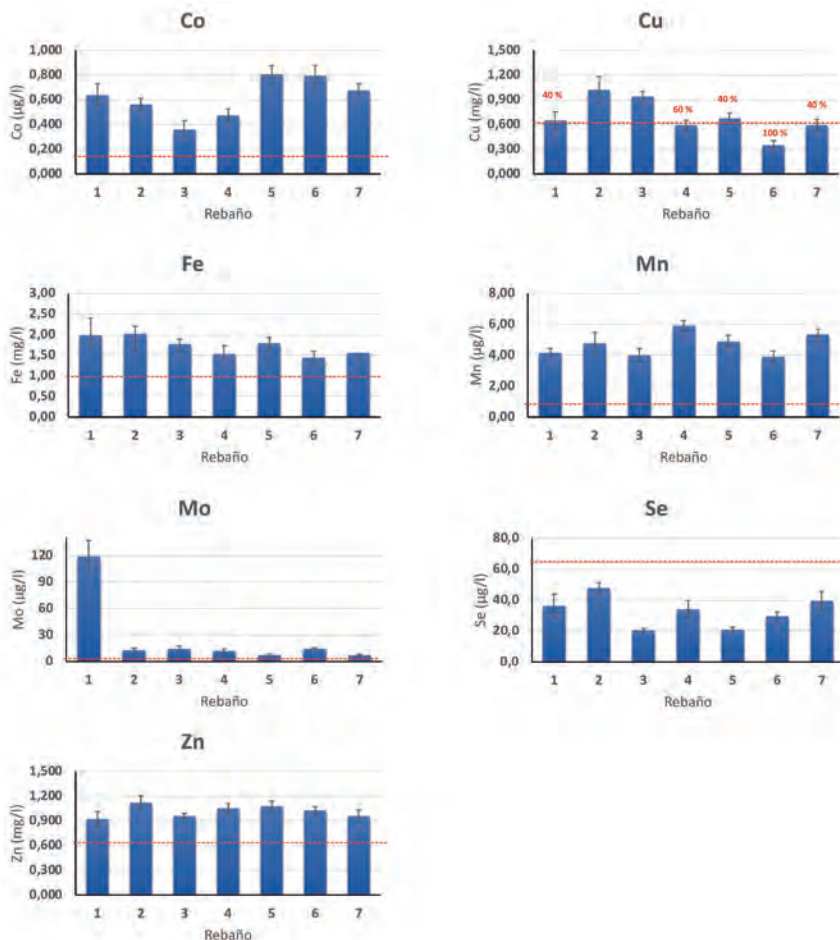 Co
Co (µg/l)
1,000
0,800
0,600
0,400
0,200
0,000
1 2 3 4 5 6 7
Rebaño
Cu
Cu (mg/l)
1,500
1,200
0,900
0,600
0,300
0,000
40 %
60 %
40 %
100 %
40 %
1 2 3 4 5 6 7
Rebaño
Fe
Fe (mg/l)
3,00
2,50
2,00
1,50
1,00
0,50
0,00
1 2 3 4 5 6 7
Rebaño
Mn
Mn (µg/l)
8,00
6,00
4,00
2,00
0,00
1 2 3 4 5 6 7
Rebaño
Mo
Mo (µg/l)
120
90
60
30
0
1 2 3 4 5 6 7
Rebaño
Se
Se (µg/l)
80,0
60,0
40,0
20,0
0,0
1 2 3 4 5 6 7
Rebaño
Zn
Zn (mg/l)
1,500
1,200
0,900
0,600
0,300
0,000
1 2 3 4 5 6 7
Rebaño